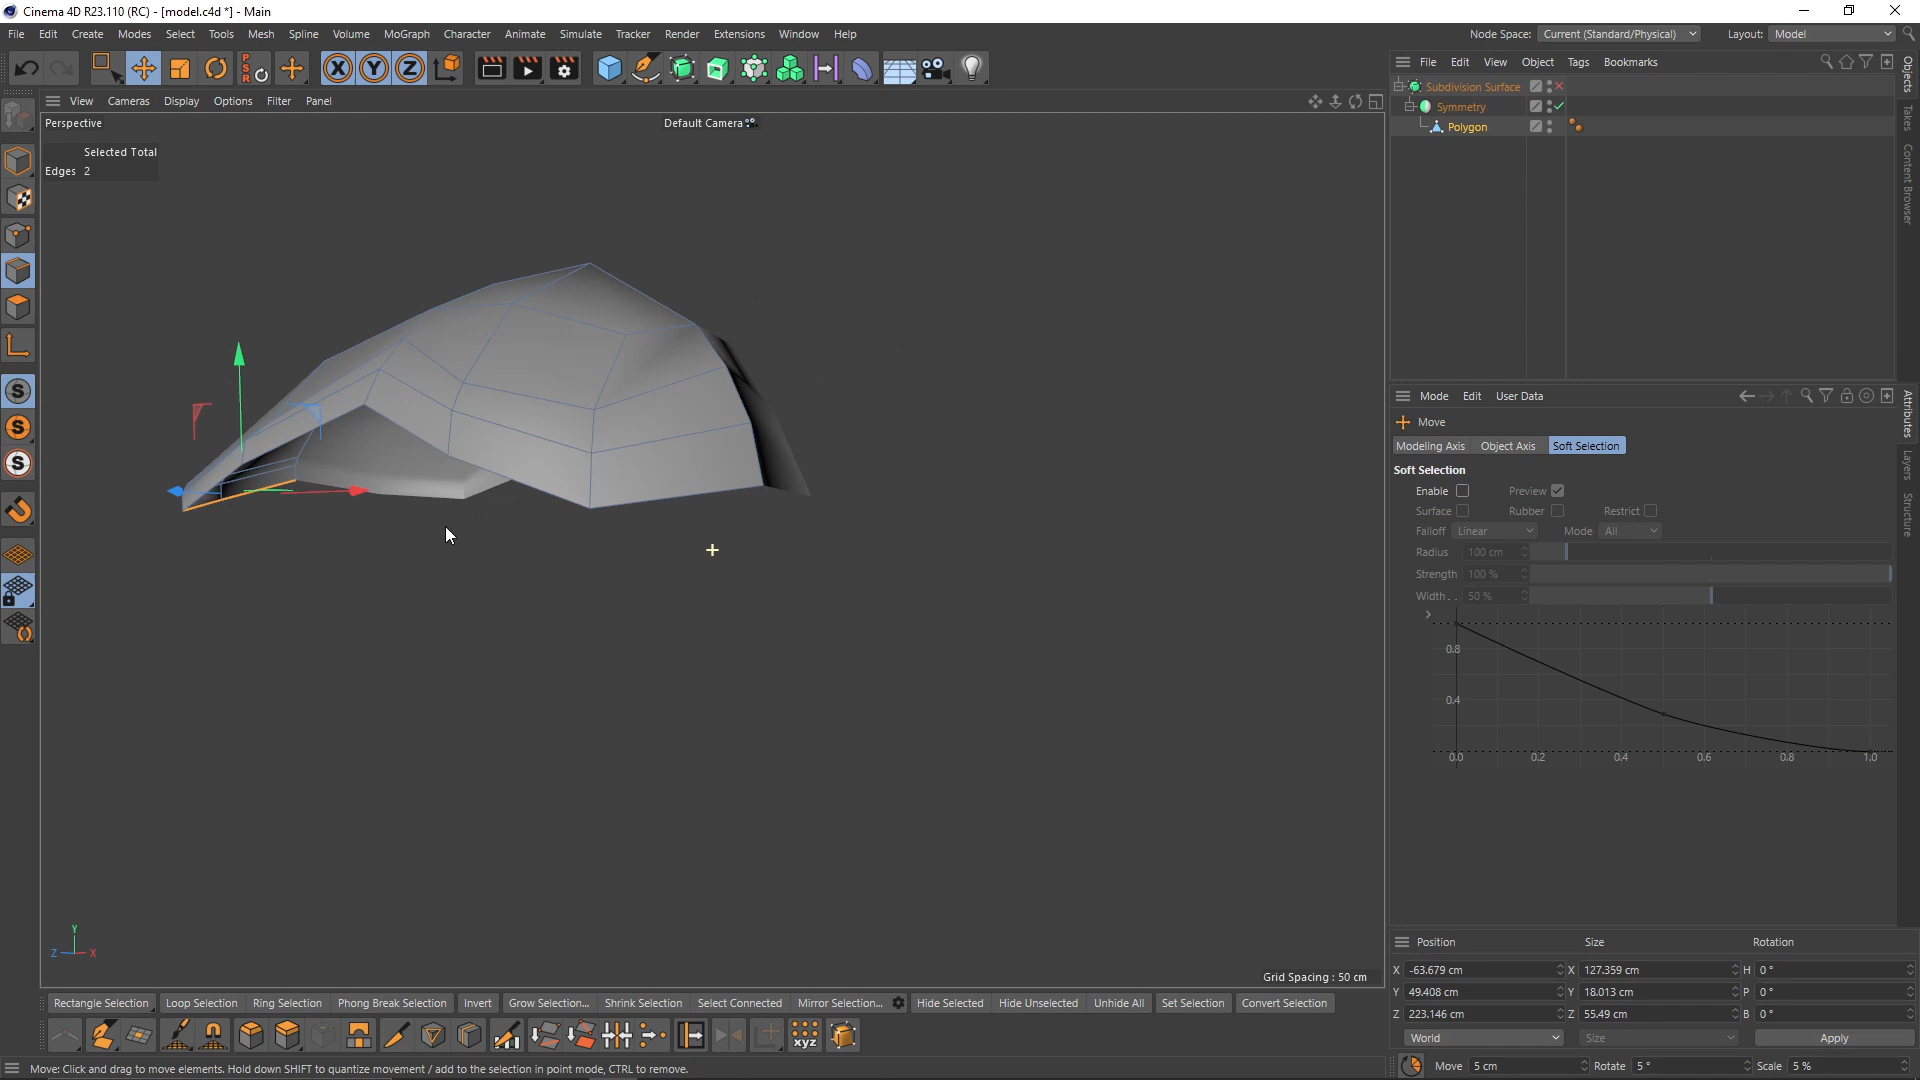 Cinema 4D R23.110 (RC) - [model.c4d *] - Main
File Edit Create Modes Select Tools Mesh Spline Volume MoGraph Character Animate Simulate Tracker Render Extensions Window Help
Node Space: Current (Standard/Physical) Layout: Model
X Y Z
PSR
File Edit View Object Tags Bookmarks
View Cameras Display Options Filter Panel
Subdivision Surface
Symmetry
Polygon
Objects
Takes
Content Browser
Perspective
Default Camera
Selected Total
Edges 2
S
S
S
Mode Edit User Data
Move
Modeling Axis Object Axis Soft Selection
Soft Selection
Enable Preview
Surface Rubber Restrict
Falloff Linear Mode All
Radius 100 cm
Strength 100 %
Width . . 50 %
0.8
0.4
0.0 0.2 0.4 0.6 0.8 1.0
Attributes
Layers
Structure
Y
Z X
Grid Spacing : 50 cm
Position Size Rotation
X -63.679 cm X 127.359 cm H 0 °
Y 49.408 cm Y 18.013 cm P 0 °
Z 223.146 cm Z 55.49 cm B 0 °
World Size Apply
Rectangle Selection Loop Selection Ring Selection Phong Break Selection Invert Grow Selection... Shrink Selection Select Connected Mirror Selection... Hide Selected Hide Unselected Unhide All Set Selection Convert Selection
xyz
Move: Click and drag to move elements. Hold down SHIFT to quantize movement / add to the selection in point mode, CTRL to remove.
Move 5 cm Rotate 5 ° Scale 5 %